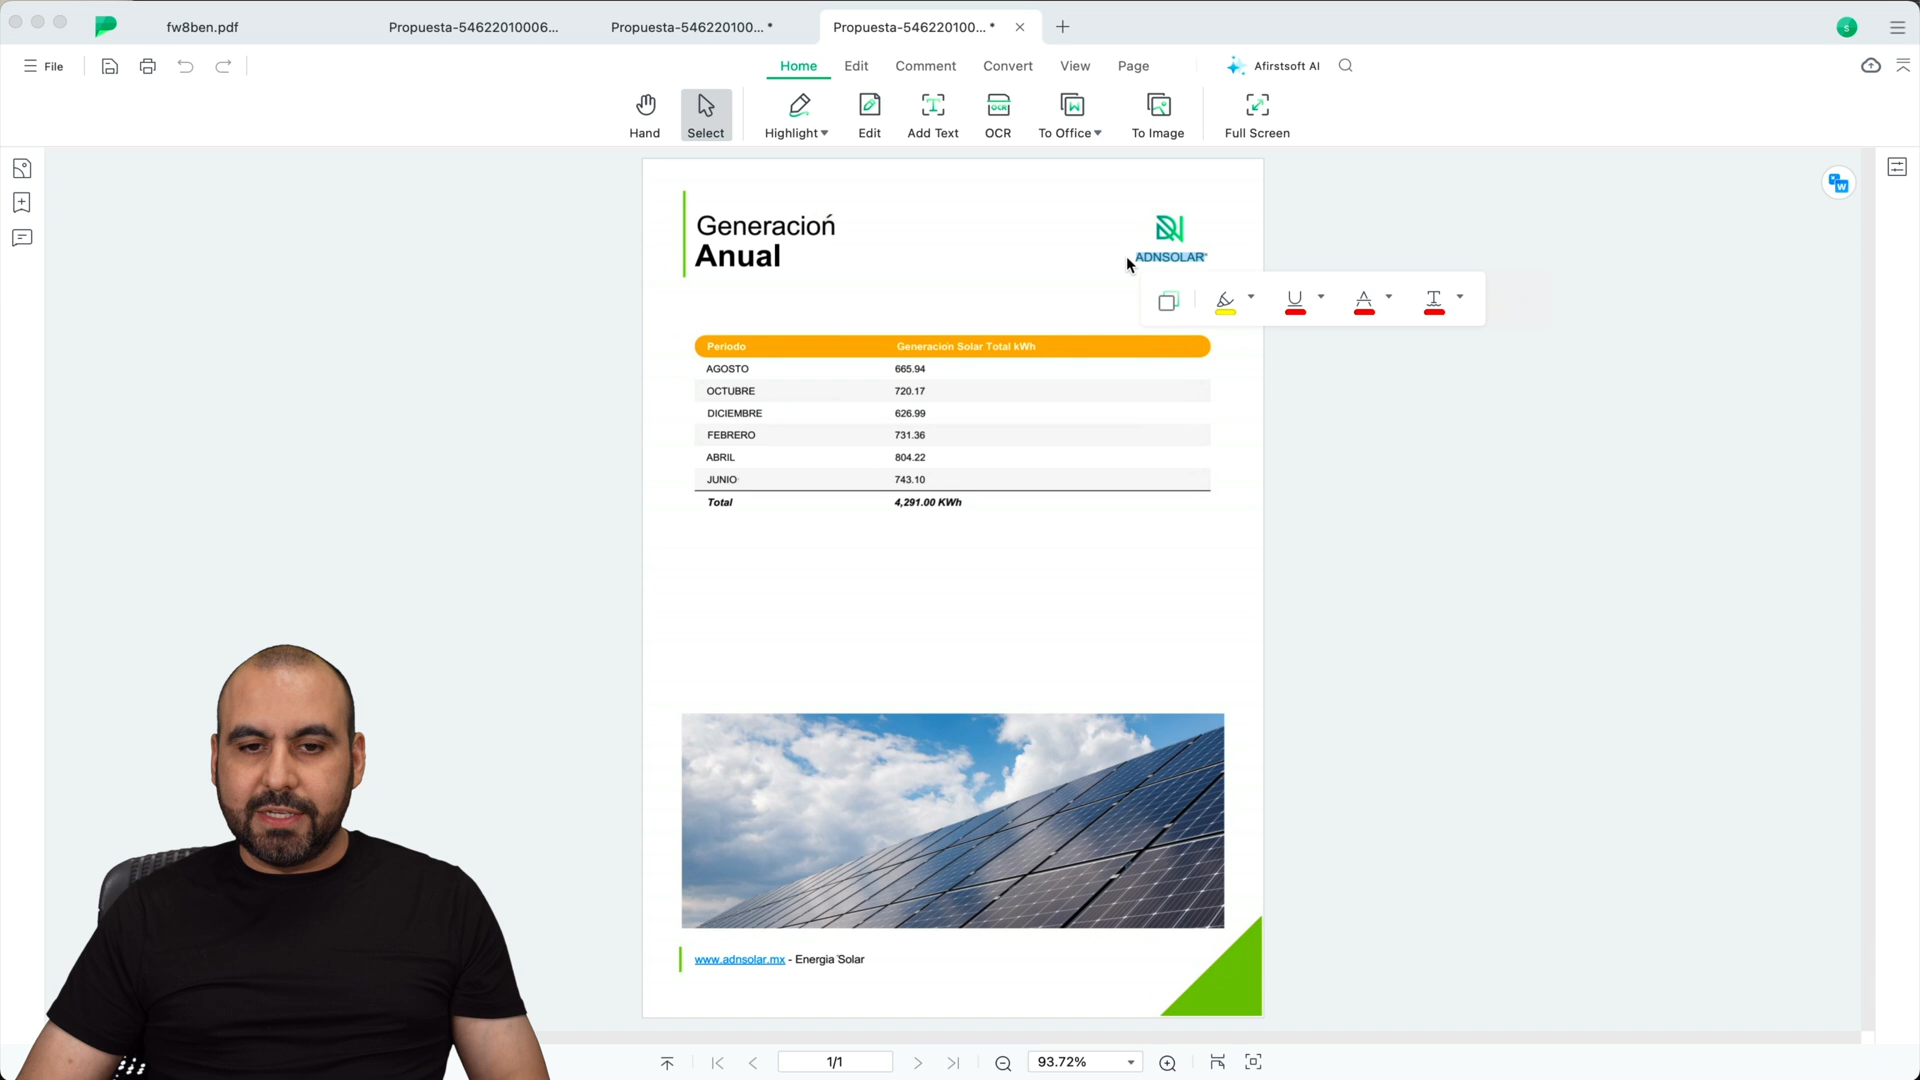 fw8ben.pdf
Propuesta-54622010006...
Propuesta-546220100... *
Propuesta-546220100... *
S
File
Home
Edit
Comment
Convert
View
Page
Afirstsoft AI
Hand
Select
Highlight
Edit
Add Text
OCR
To Office
To Image
Full Screen
Generación
Anual
ADNSOLAR
Periodo Generación Solar Total kWh
AGOSTO 665.94
OCTUBRE 720.17
DICIEMBRE 626.99
FEBRERO 731.36
ABRIL 804.22
JUNIO 743.10
Total 4,291.00 KWh
www.adnsolar.mx - Energia Solar
1/1
93.72%